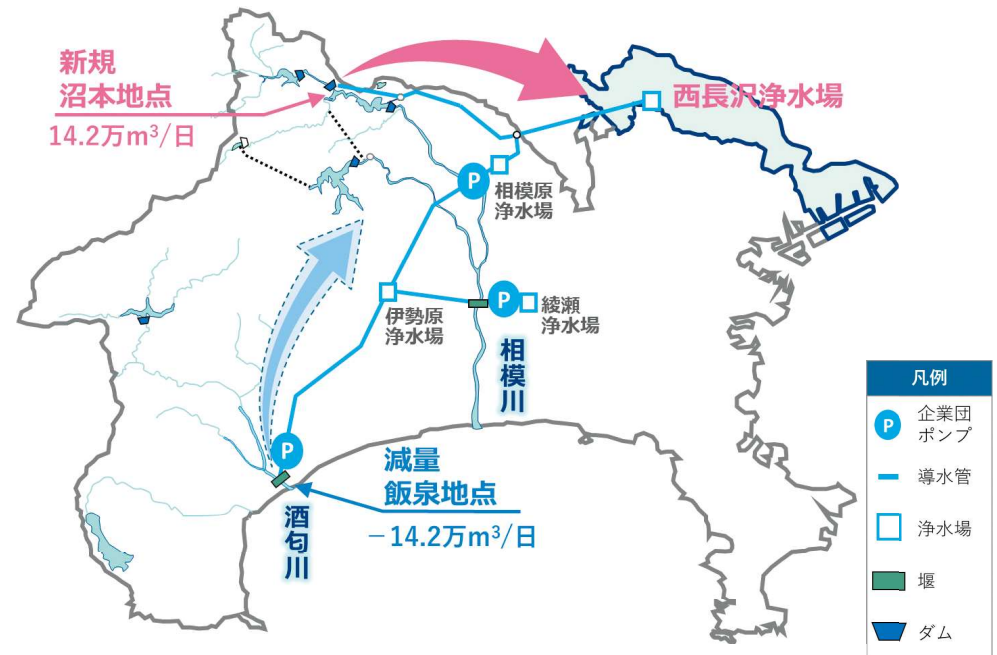 新規
沼本地点
14.2万m³/日
西長沢浄水場
P
相模原
浄水場
P
綾瀬
浄水場
伊勢原
浄水場
相模川
P
減量
飯泉地点
－14.2万m³/日
酒匂川
凡例
P
企業団
ポンプ
導水管
浄水場
堰
ダム